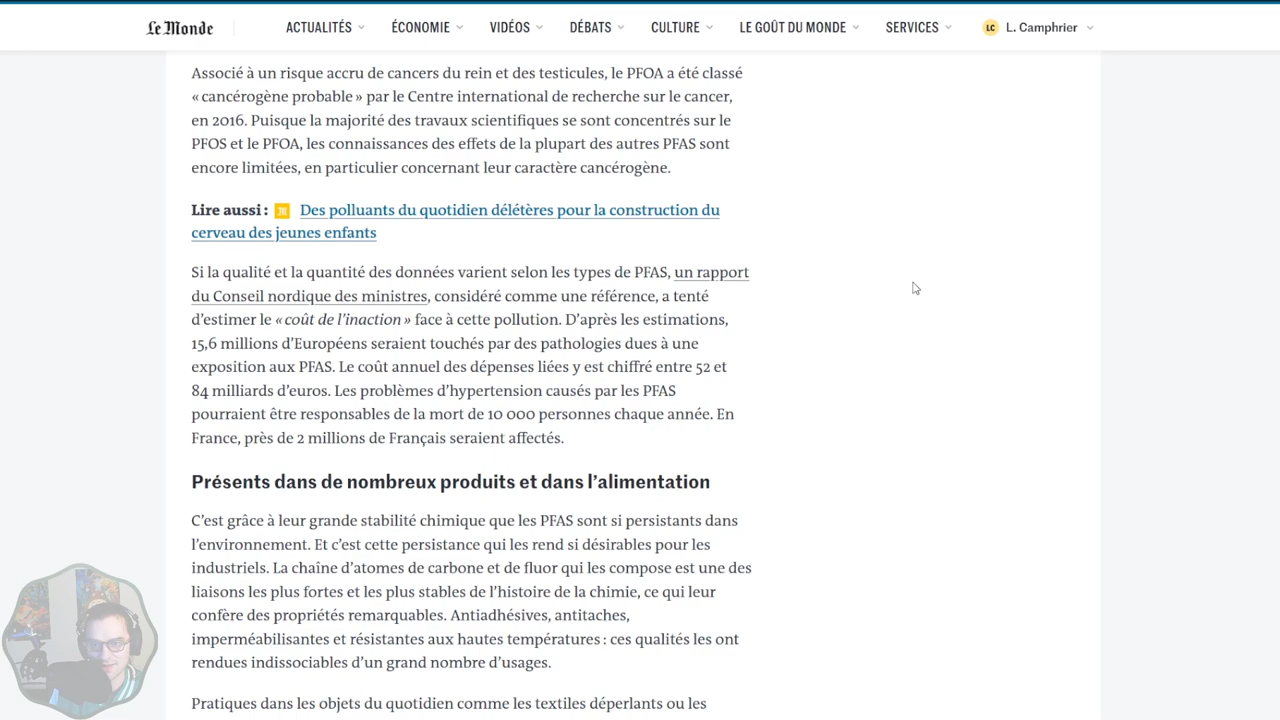 Le Monde
ACTUALITÉS ÉCONOMIE VIDÉOS DÉBATS CULTURE LE GOÛT DU MONDE SERVICES LC L. Camphrier
Associé à un risque accru de cancers du rein et des testicules, le PFOA a été classé
« cancérogène probable » par le Centre international de recherche sur le cancer,
en 2016. Puisque la majorité des travaux scientifiques se sont concentrés sur le
PFOS et le PFOA, les connaissances des effets de la plupart des autres PFAS sont
encore limitées, en particulier concernant leur caractère cancérogène.
Lire aussi : Des polluants du quotidien délétères pour la construction du
cerveau des jeunes enfants
Si la qualité et la quantité des données varient selon les types de PFAS, un rapport
du Conseil nordique des ministres, considéré comme une référence, a tenté
d’estimer le « coût de l’inaction » face à cette pollution. D’après les estimations,
15,6 millions d’Européens seraient touchés par des pathologies dues à une
exposition aux PFAS. Le coût annuel des dépenses liées y est chiffré entre 52 et
84 milliards d’euros. Les problèmes d’hypertension causés par les PFAS
pourraient être responsables de la mort de 10 000 personnes chaque année. En
France, près de 2 millions de Français seraient affectés.
Présents dans de nombreux produits et dans l’alimentation
C’est grâce à leur grande stabilité chimique que les PFAS sont si persistants dans
l’environnement. Et c’est cette persistance qui les rend si désirables pour les
industriels. La chaîne d’atomes de carbone et de fluor qui les compose est une des
liaisons les plus fortes et les plus stables de l’histoire de la chimie, ce qui leur
confère des propriétés remarquables. Antiadhésives, antitaches,
imperméabilisantes et résistantes aux hautes températures : ces qualités les ont
rendues indissociables d’un grand nombre d’usages.
Pratiques dans les objets du quotidien comme les textiles déperlants ou les